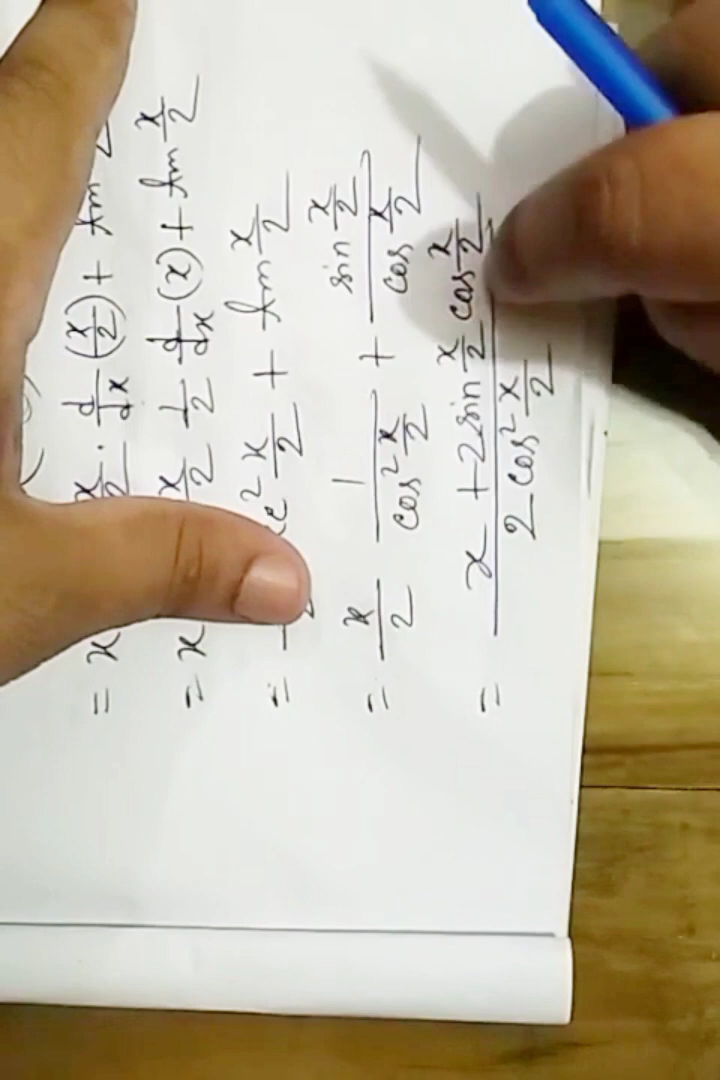 = x x/2 · d/dx (x/2) + tan
= x x/2 1/2 d/dx (x) + tan x/2
= c² x/2 + tan x/2
= x/2 1/(cos² x/2) + (sin x/2)/(cos x/2)
= (x + 2 sin x/2 cos x/2)/(2 cos² x/2)